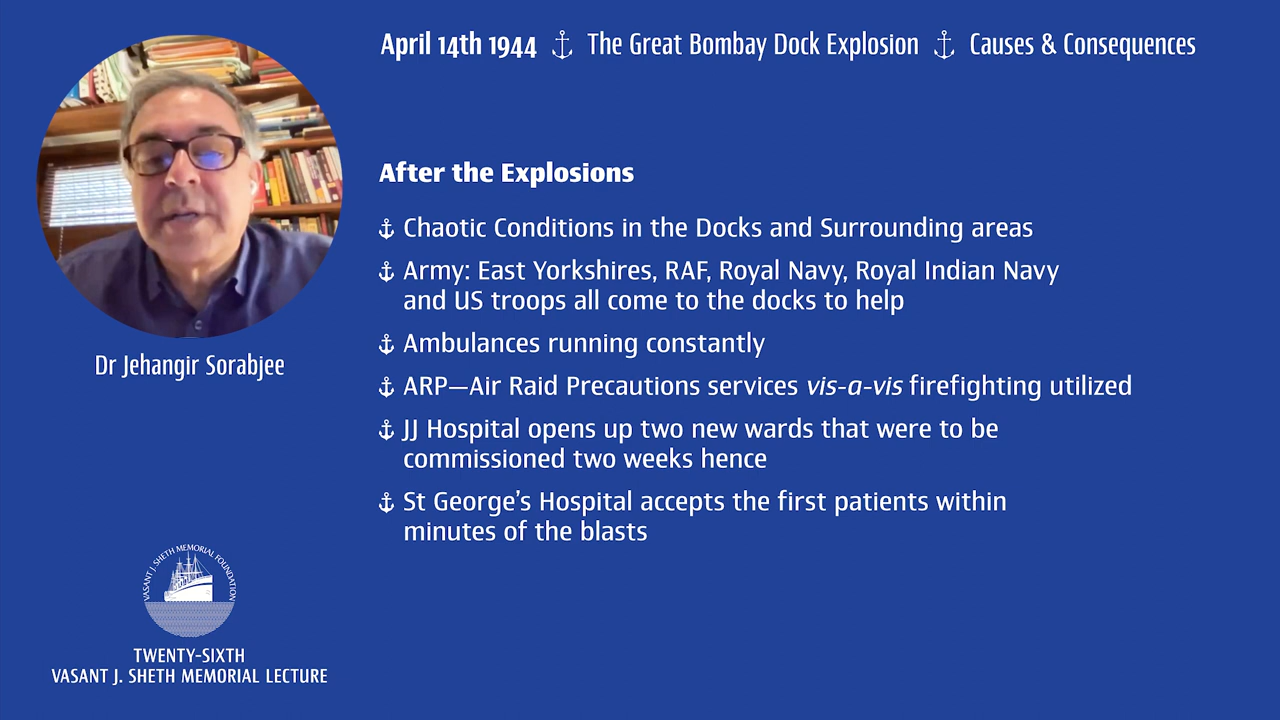 April 14th 1944 ⚓ The Great Bombay Dock Explosion ⚓ Causes & Consequences
After the Explosions
⚓ Chaotic Conditions in the Docks and Surrounding areas
⚓ Army: East Yorkshires, RAF, Royal Navy, Royal Indian Navy
and US troops all come to the docks to help
⚓ Ambulances running constantly
⚓ ARP—Air Raid Precautions services vis-a-vis firefighting utilized
⚓ JJ Hospital opens up two new wards that were to be
commissioned two weeks hence
⚓ St George’s Hospital accepts the first patients within
minutes of the blasts
Dr Jehangir Sorabjee
VASANT J. SHETH MEMORIAL FOUNDATION
TWENTY-SIXTH
VASANT J. SHETH MEMORIAL LECTURE